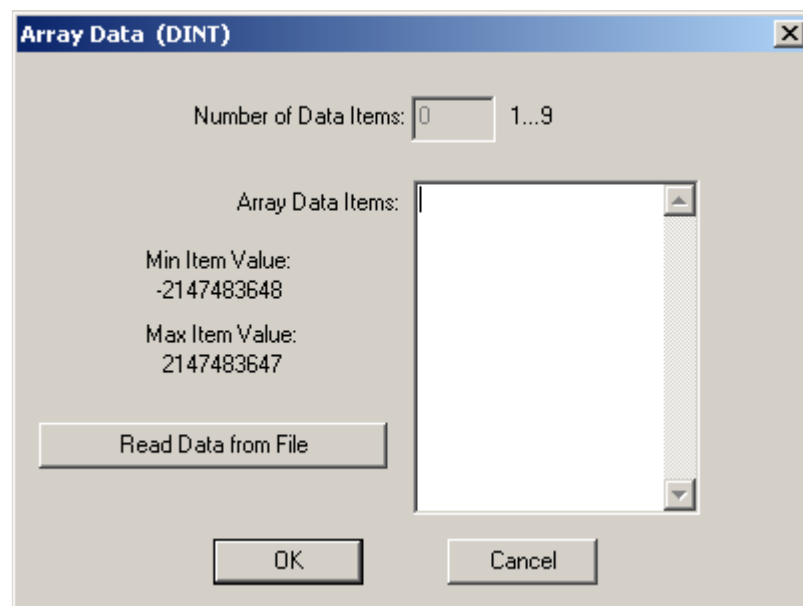 Array Data (DINT)
Number of Data Items: 0 1...9
Array Data Items:
Min Item Value:
-2147483648
Max Item Value:
2147483647
Read Data from File
OK Cancel